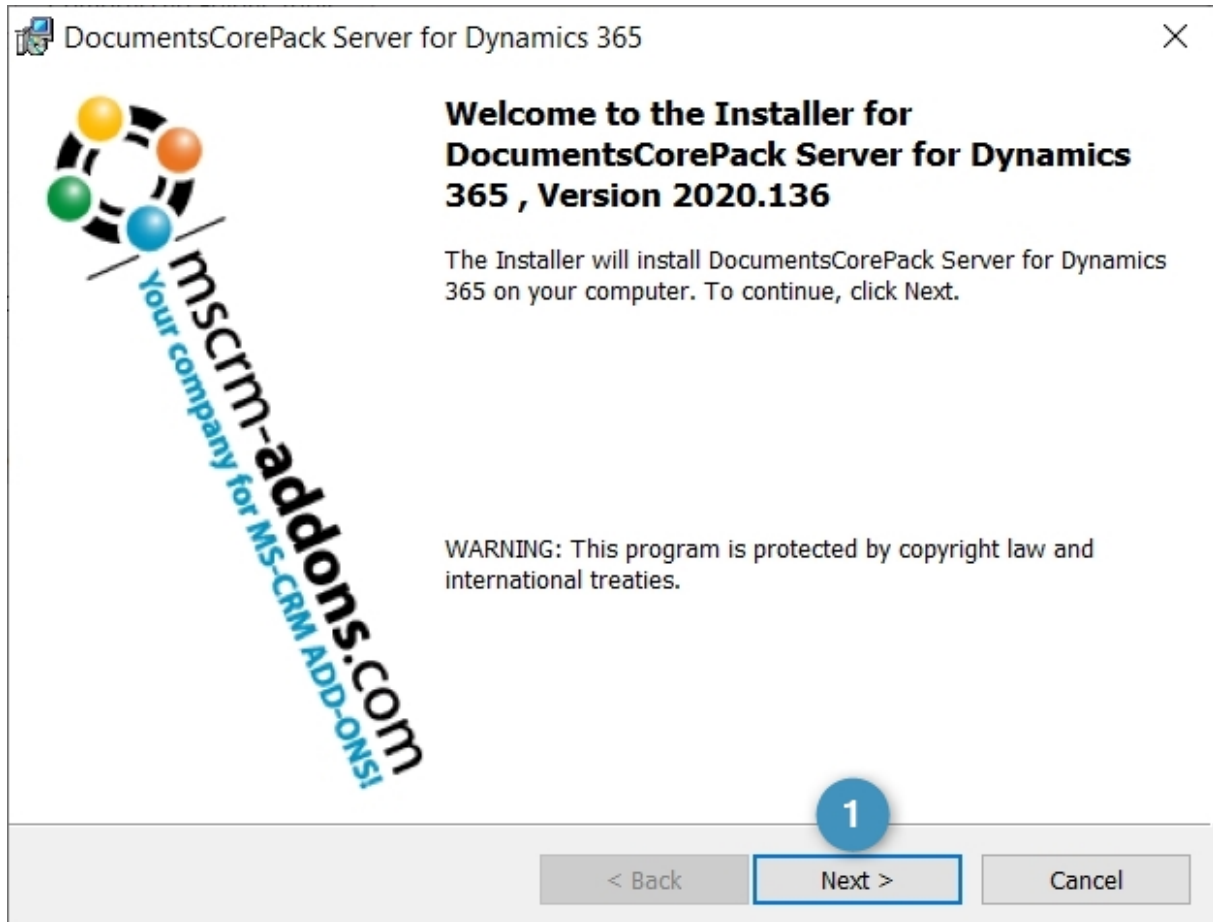 DocumentsCorePack Server for Dynamics 365
Welcome to the Installer for
DocumentsCorePack Server for Dynamics
365 , Version 2020.136
The Installer will install DocumentsCorePack Server for Dynamics
365 on your computer. To continue, click Next.
WARNING: This program is protected by copyright law and
international treaties.
mscrm-addons.com
Your company for MS-CRM ADD-ONS!
1
< Back
Next >
Cancel